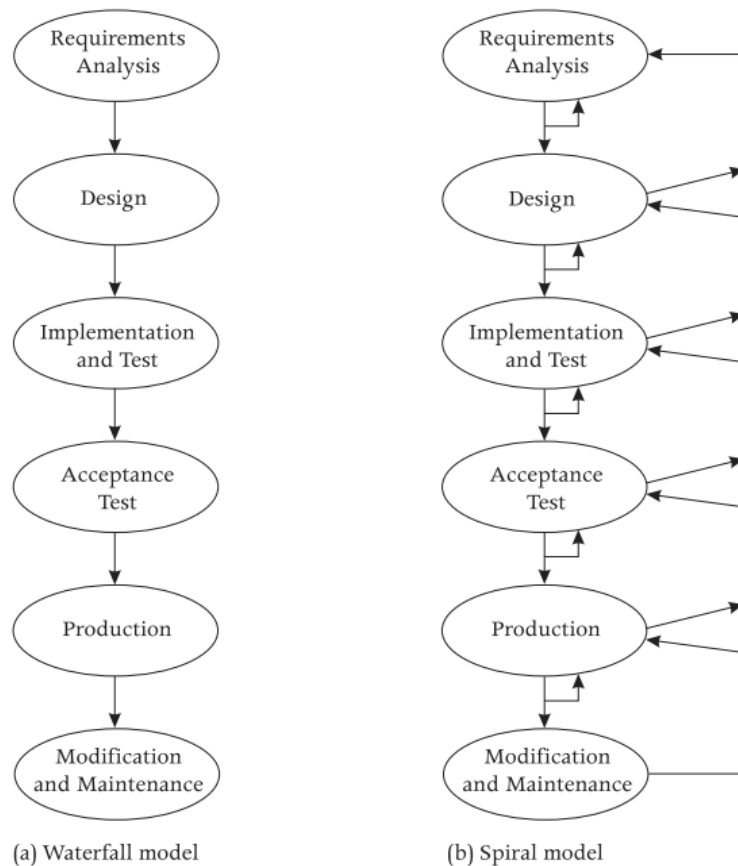 Requirements
Analysis
Design
Implementation
and Test
Acceptance
Test
Production
Modification
and Maintenance
(a) Waterfall model
Requirements
Analysis
Design
Implementation
and Test
Acceptance
Test
Production
Modification
and Maintenance
(b) Spiral model